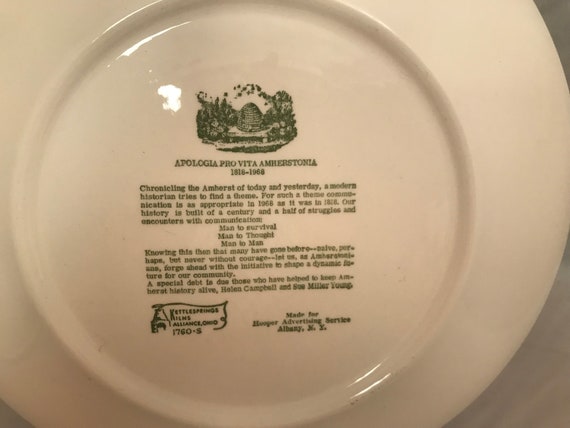 APOLOGIA PRO VITA AMHERSTONIA
1818-1968
Chronicling the Amherst of today and yesterday, a modern
historian tries to find a theme. For such a theme commu-
nication is as appropriate in 1968 as it was in 1818. Our
history is built of a century and a half of struggles and
encounters with communication:
Man to survival
Man to Thought
Man to Man
Knowing this then that many have gone before--naive, per-
haps, but never without courage--let us, as Amherstoni-
ans, forge ahead with the initiative to shape a dynamic fu-
ture for our community.
A special debt is due those who have helped to keep Am-
herst history alive, Helen Campbell and Sue Miller Young.
KETTLESPRINGS
KILNS
ALLIANCE, OHIO
1760-S
Made for
Hooper Advertising Service
Albany, N. Y.